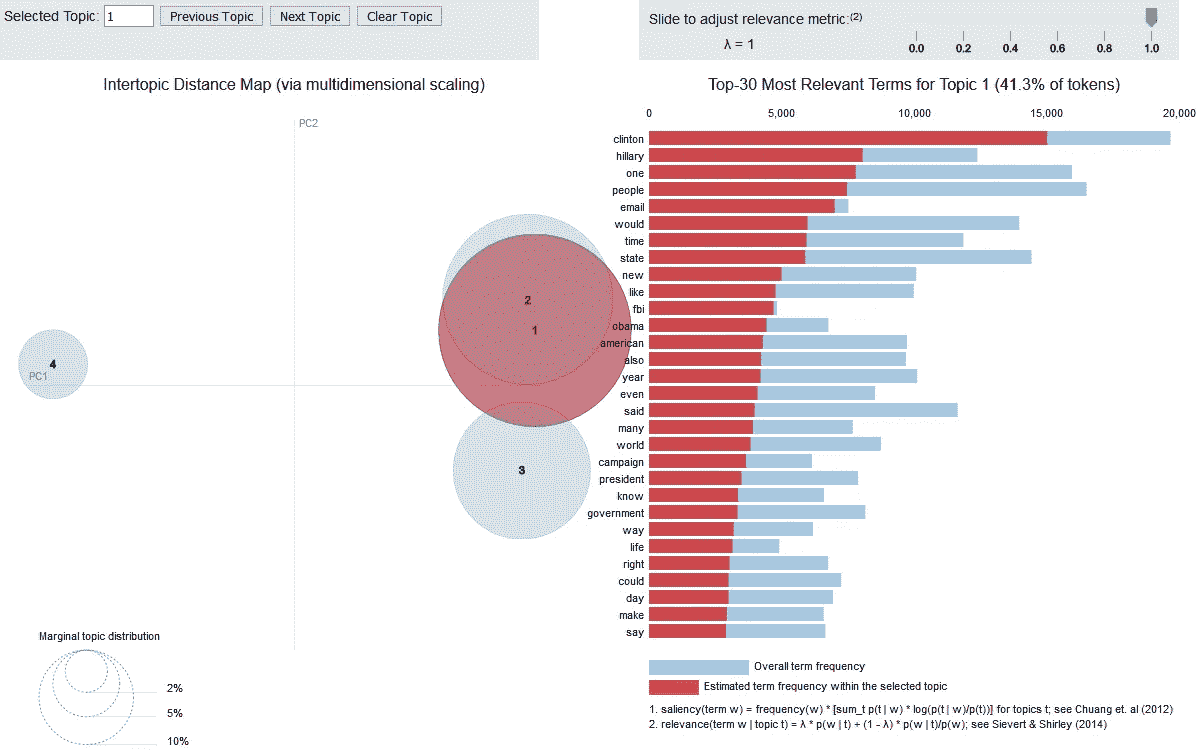 Selected Topic: 1 Previous Topic Next Topic Clear Topic
Slide to adjust relevance metric:(2)
λ = 1
0.0 0.2 0.4 0.6 0.8 1.0
Intertopic Distance Map (via multidimensional scaling)
PC2
PC1
2
1
4
3
Marginal topic distribution
2%
5%
10%
Top-30 Most Relevant Terms for Topic 1 (41.3% of tokens)
0 5,000 10,000 15,000 20,000
clinton
hillary
one
people
email
would
time
state
new
like
fbi
obama
american
also
year
even
said
many
world
campaign
president
know
government
way
life
right
could
day
make
say
Overall term frequency
Estimated term frequency within the selected topic
1. saliency(term w) = frequency(w) * [sum_t p(t | w) * log(p(t | w)/p(t))] for topics t; see Chuang et. al (2012)
2. relevance(term w | topic t) = λ * p(w | t) + (1 - λ) * p(w | t)/p(w); see Sievert & Shirley (2014)